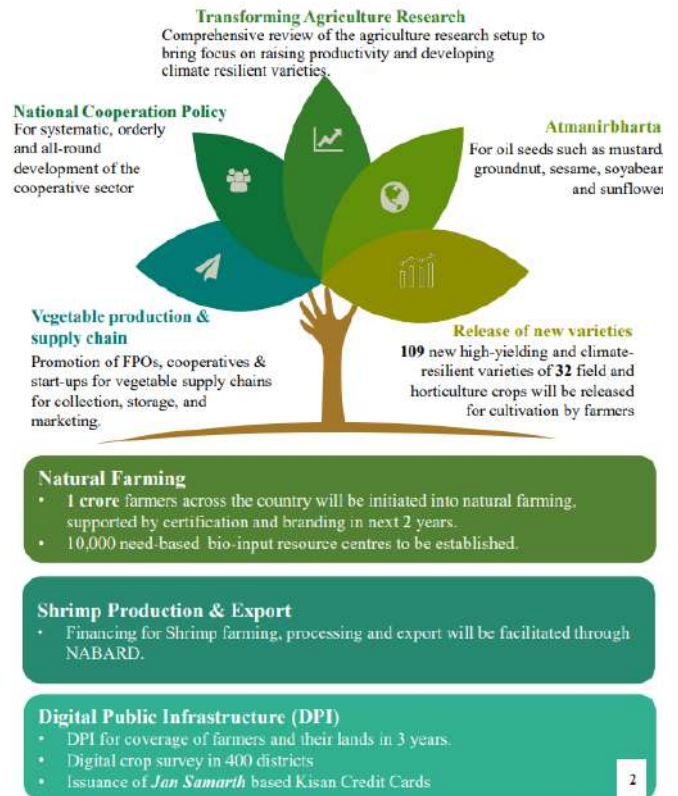 Transforming Agriculture Research
Comprehensive review of the agriculture research setup to
bring focus on raising productivity and developing
climate resilient varieties.
National Cooperation Policy
For systematic, orderly
and all-round
development of the
cooperative sector
Atmanirbharta
For oil seeds such as mustard,
groundnut, sesame, soyabean
and sunflower
Vegetable production &
supply chain
Promotion of FPOs, cooperatives &
start-ups for vegetable supply chains
for collection, storage, and
marketing.
Release of new varieties
109 new high-yielding and climate-
resilient varieties of 32 field and
horticulture crops will be released
for cultivation by farmers
Natural Farming
• 1 crore farmers across the country will be initiated into natural farming,
supported by certification and branding in next 2 years.
• 10,000 need-based bio-input resource centres to be established.
Shrimp Production & Export
• Financing for Shrimp farming, processing and export will be facilitated through
NABARD.
Digital Public Infrastructure (DPI)
• DPI for coverage of farmers and their lands in 3 years.
• Digital crop survey in 400 districts
• Issuance of Jan Samarth based Kisan Credit Cards
2